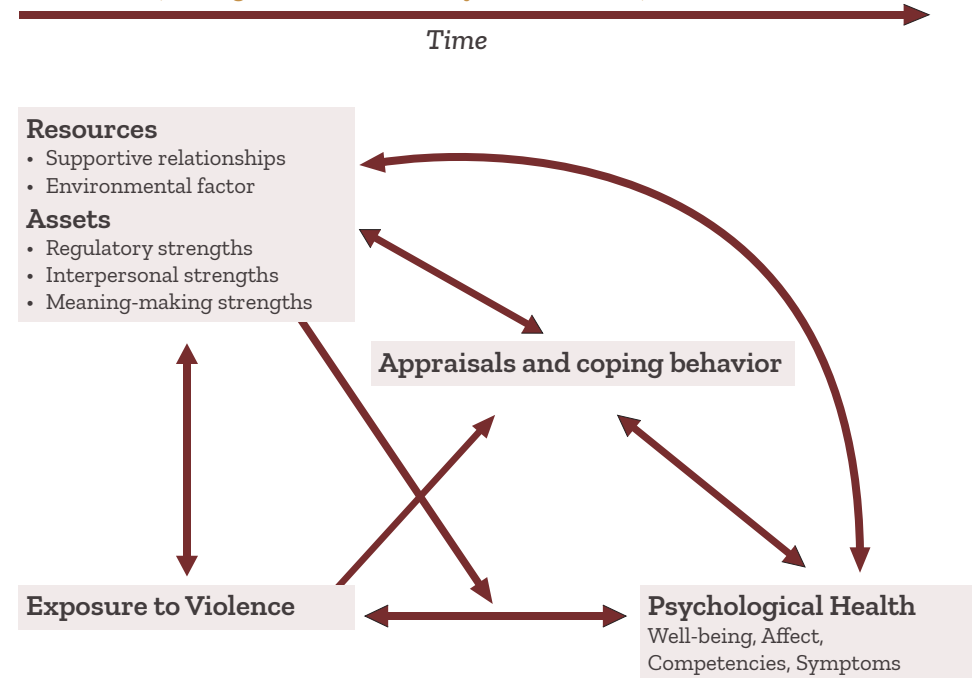 Time
Resources
• Supportive relationships
• Environmental factor
Assets
• Regulatory strengths
• Interpersonal strengths
• Meaning-making strengths
Appraisals and coping behavior
Exposure to Violence
Psychological Health
Well-being, Affect,
Competencies, Symptoms